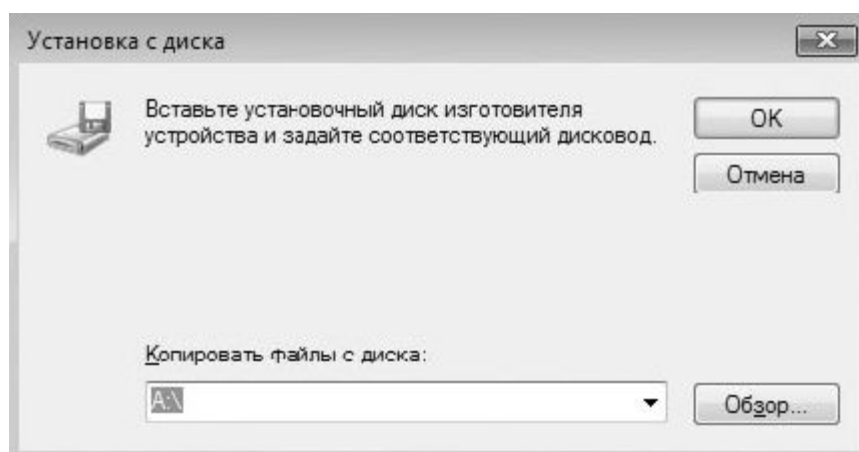 Установка с диска
Вставьте установочный диск изготовителя
устройства и задайте соответствующий дисковод.
OK
Отмена
Копировать файлы с диска:
A:\
Обзор...